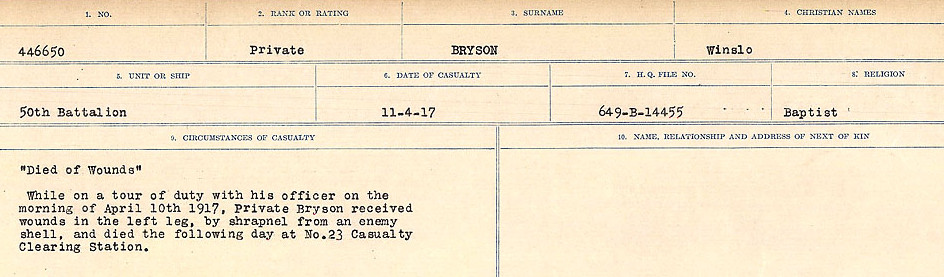 1. NO. 2. RANK OR RATING 3. SURNAME 4. CHRISTIAN NAMES
446650 Private BRYSON Winslo
5. UNIT OR SHIP 6. DATE OF CASUALTY 7. H.Q. FILE NO. 8. RELIGION
50th Battalion 11-4-17 649-B-14455 Baptist
9. CIRCUMSTANCES OF CASUALTY 10. NAME, RELATIONSHIP AND ADDRESS OF NEXT OF KIN
"Died of Wounds"
While on a tour of duty with his officer on the
morning of April 10th 1917, Private Bryson received
wounds in the left leg, by shrapnel from an enemy
shell, and died the following day at No.23 Casualty
Clearing Station.